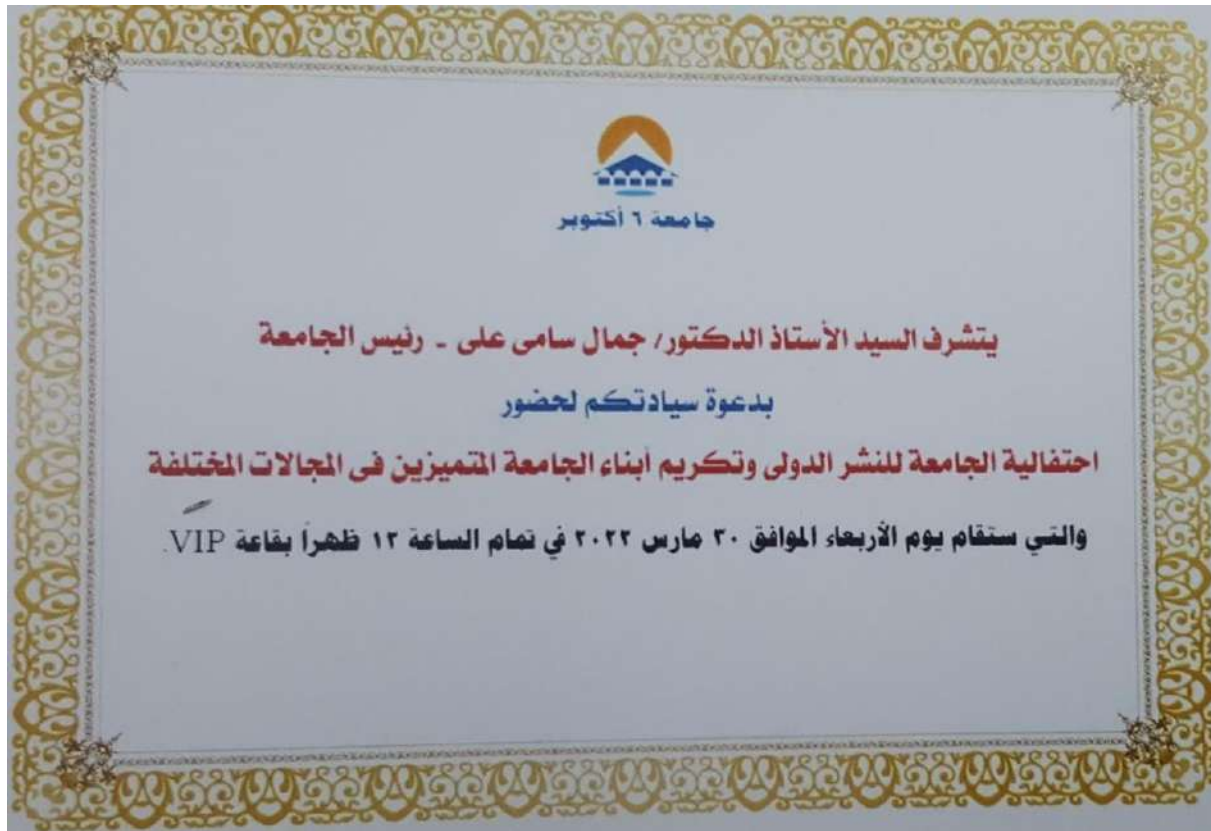 جامعة ٦ أكتوبر
يتشرف السيد الأستاذ الدكتور/ جمال سامى على - رئيس الجامعة
بدعوة سيادتكم لحضور
احتفالية الجامعة للنشر الدولى وتكريم أبناء الجامعة المتميزين فى المجالات المختلفة
والتي ستقام يوم الأربعاء الموافق ٣٠ مارس ٢٠٢٢ في تمام الساعة ١٢ ظهراً بقاعة VIP.